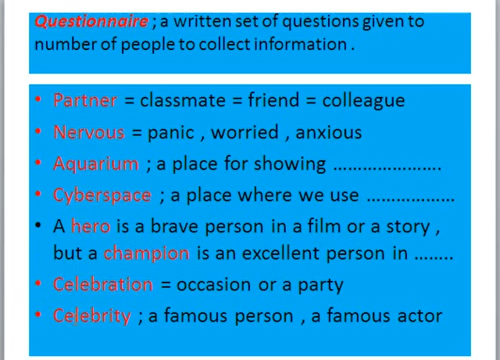 Questionnaire ; a written set of questions given to
number of people to collect information .
• Partner = classmate = friend = colleague
• Nervous = panic , worried , anxious
• Aquarium ; a place for showing ......................
• Cyberspace ; a place where we use ..................
• A hero is a brave person in a film or a story ,
but a champion is an excellent person in ........
• Celebration = occasion or a party
• Celebrity ; a famous person , a famous actor